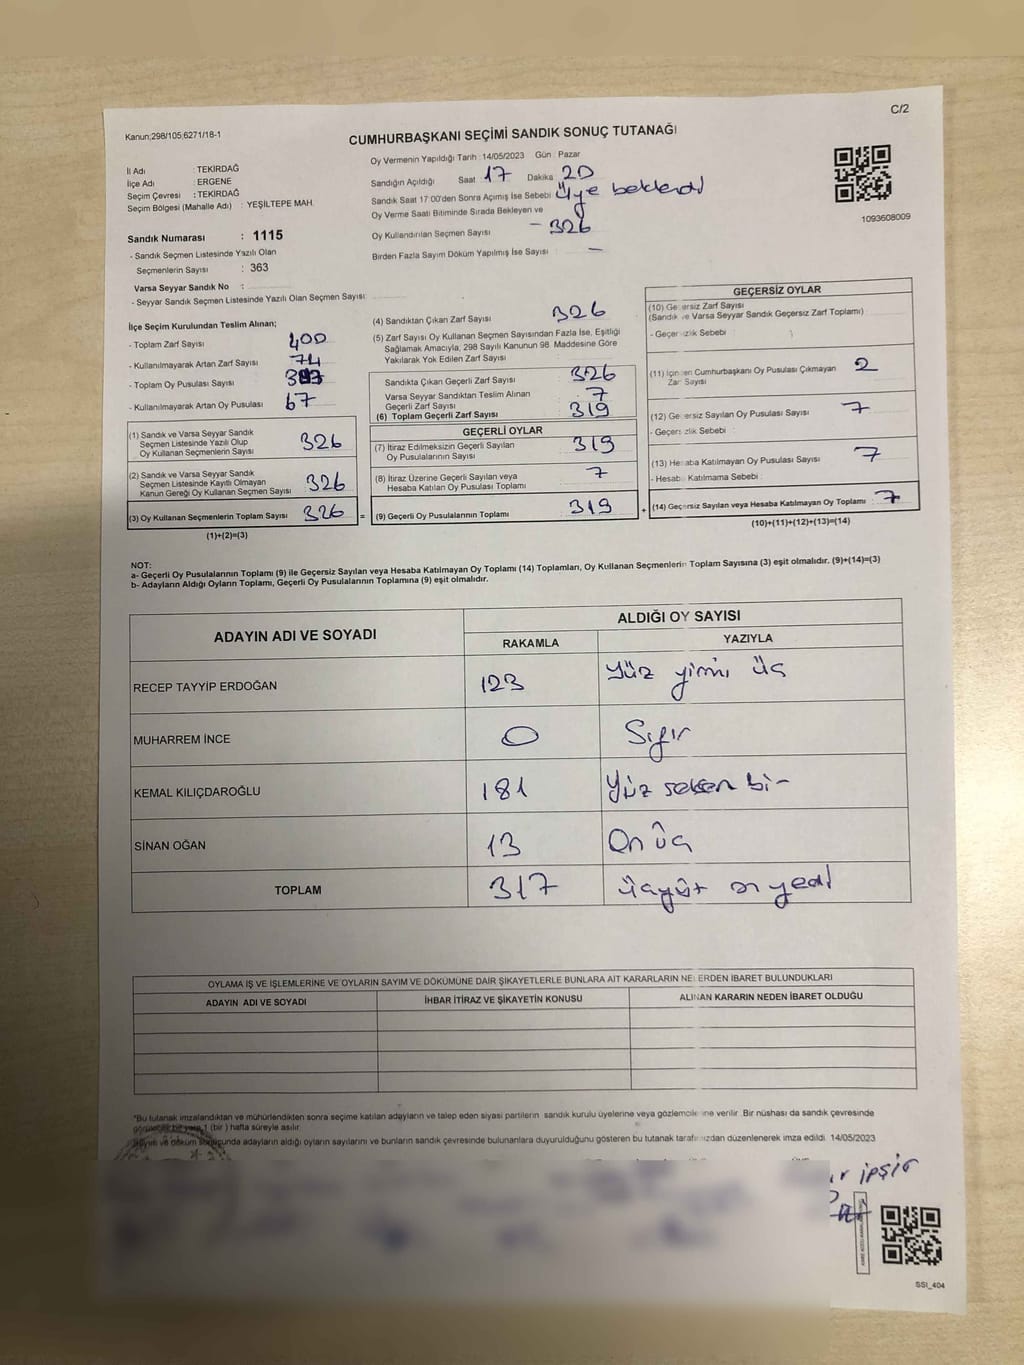 C/2
Kanun;298/105;6271/18-1
CUMHURBAŞKANI SEÇİMİ SANDIK SONUÇ TUTANAĞI
İl Adı : TEKİRDAĞ
İlçe Adı : ERGENE
Seçim Çevresi : TEKİRDAĞ
Seçim Bölgesi (Mahalle Adı) : YEŞİLTEPE MAH.
Oy Vermenin Yapıldığı Tarih : 14/05/2023 Gün : Pazar
Sandığın Açıldığı Saat 17 Dakika 20
Sandık Saat 17:00'den Sonra Açımış İse Sebebi : Üye beklendi
Oy Verme Saati Bitiminde Sırada Bekleyen ve
Oy Kullandırılan Seçmen Sayısı - 326
Birden Fazla Sayım Döküm Yapılmış İse Sayısı : -
1093608009
Sandık Numarası : 1115
- Sandık Seçmen Listesinde Yazılı Olan
Seçmenlerin Sayısı : 363
Varsa Seyyar Sandık No :
- Seyyar Sandık Seçmen Listesinde Yazılı Olan Seçmen Sayısı:
İlçe Seçim Kurulundan Teslim Alınan;
- Toplam Zarf Sayısı 400
- Kullanılmayarak Artan Zarf Sayısı : 74
- Toplam Oy Pusulası Sayısı
- Kullanılmayarak Artan Oy Pusulası : 67
(1) Sandık ve Varsa Seyyar Sandık
Seçmen Listesinde Yazılı Olup
Oy Kullanan Seçmenlerin Sayısı 326
(2) Sandık ve Varsa Seyyar Sandık
Seçmen Listesinde Kayıtlı Olmayan
Kanun Gereği Oy Kullanan Seçmen Sayısı 326
(3) Oy Kullanan Seçmenlerin Toplam Sayısı 326 =
(1)+(2)=(3)
(4) Sandıktan Çıkan Zarf Sayısı 326
(5) Zarf Sayısı Oy Kullanan Seçmen Sayısından Fazla İse, Eşitliği
Sağlamak Amacıyla; 298 Sayılı Kanunun 98. Maddesine Göre
Yakılarak Yok Edilen Zarf Sayısı
Sandıkta Çıkan Geçerli Zarf Sayısı 326
Varsa Seyyar Sandıktan Teslim Alınan
Geçerli Zarf Sayısı 7
(6) Toplam Geçerli Zarf Sayısı 319
GEÇERLİ OYLAR
(7) İtiraz Edilmeksizin Geçerli Sayılan
Oy Pusulalarının Sayısı 319
(8) İtiraz Üzerine Geçerli Sayılan veya
Hesaba Katılan Oy Pusulası Toplamı 7
(9) Geçerli Oy Pusulalarının Toplamı 319 +
GEÇERSİZ OYLAR
(10) Geçersiz Zarf Sayısı
(Sandık ve Varsa Seyyar Sandık Geçersiz Zarf Toplamı)
- Geçersizlik Sebebi :
(11) İçinden Cumhurbaşkanı Oy Pusulası Çıkmayan
Zarf Sayısı 2
(12) Geçersiz Sayılan Oy Pusulası Sayısı 7
- Geçersizlik Sebebi :
(13) Hesaba Katılmayan Oy Pusulası Sayısı 7
- Hesaba Katılmama Sebebi :
(14) Geçersiz Sayılan veya Hesaba Katılmayan Oy Toplamı 7
(10)+(11)+(12)+(13)=(14)
NOT:
a- Geçerli Oy Pusulalarının Toplamı (9) ile Geçersiz Sayılan veya Hesaba Katılmayan Oy Toplamı (14) Toplamları, Oy Kullanan Seçmenlerin Toplam Sayısına (3) eşit olmalıdır. (9)+(14)=(3)
b- Adayların Aldığı Oyların Toplamı, Geçerli Oy Pusulalarının Toplamına (9) eşit olmalıdır.
ADAYIN ADI VE SOYADI ALDIĞI OY SAYISI
RAKAMLA YAZIYLA
RECEP TAYYİP ERDOĞAN 123 Yüz yirmi üç
MUHARREM İNCE 0 Sıfır
KEMAL KILIÇDAROĞLU 181 Yüz seksen bir
SİNAN OĞAN 13 On üç
TOPLAM 317 üçyüz on yedi
OYLAMA İŞ VE İŞLEMLERİNE VE OYLARIN SAYIM VE DÖKÜMÜNE DAİR ŞİKAYETLERLE BUNLARA AİT KARARLARIN NELERDEN İBARET BULUNDUKLARI
ADAYIN ADI VE SOYADI İHBAR İTİRAZ VE ŞİKAYETİN KONUSU ALINAN KARARIN NEDEN İBARET OLDUĞU
*Bu tutanak imzalandıktan ve mühürlendikten sonra seçime katılan adayların ve talep eden siyasi partilerin sandık kurulu üyelerine veya gözlemcilerine verilir. Bir nüshası da sandık çevresinde
görülecek bir yere 1 (bir) hafta süreyle asılır.
Sayım ve döküm sonucunda adayların aldığı oyların sayılarını ve bunların sandık çevresinde bulunanlara duyurulduğunu gösteren bu tutanak tarafımızdan düzenlenerek imza edildi. 14/05/2023
ipşir
SSI_404